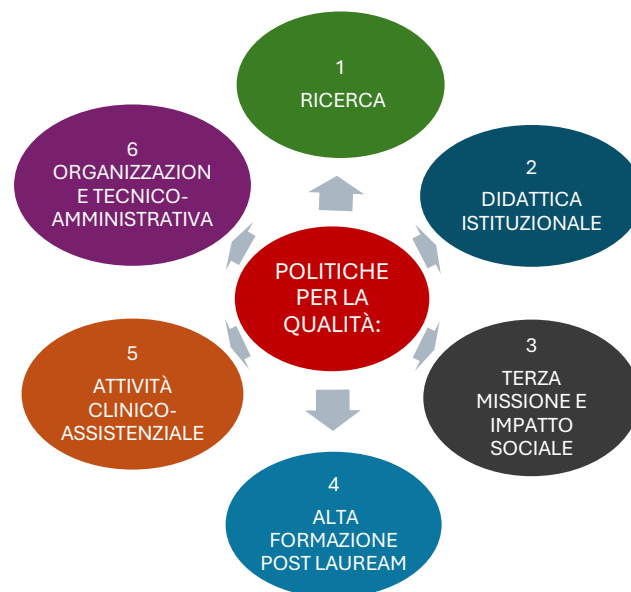 1
RICERCA
2
DIDATTICA
ISTITUZIONALE
3
TERZA
MISSIONE E
IMPATTO
SOCIALE
4
ALTA
FORMAZIONE
POST LAUREAM
5
ATTIVITÀ
CLINICO-
ASSISTENZIALE
6
ORGANIZZAZION
E TECNICO-
AMMINISTRATIVA
POLITICHE
PER LA
QUALITÀ: